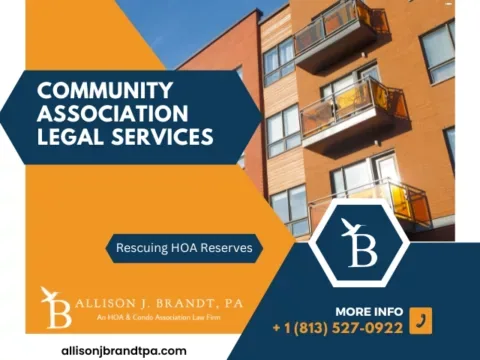 COMMUNITY
ASSOCIATION
LEGAL SERVICES
Rescuing HOA Reserves
B
B ALLISON J. BRANDT, PA
An HOA & Condo Association Law Firm
MORE INFO
+ 1 (813) 527-0922
allisonjbrandtpa.com